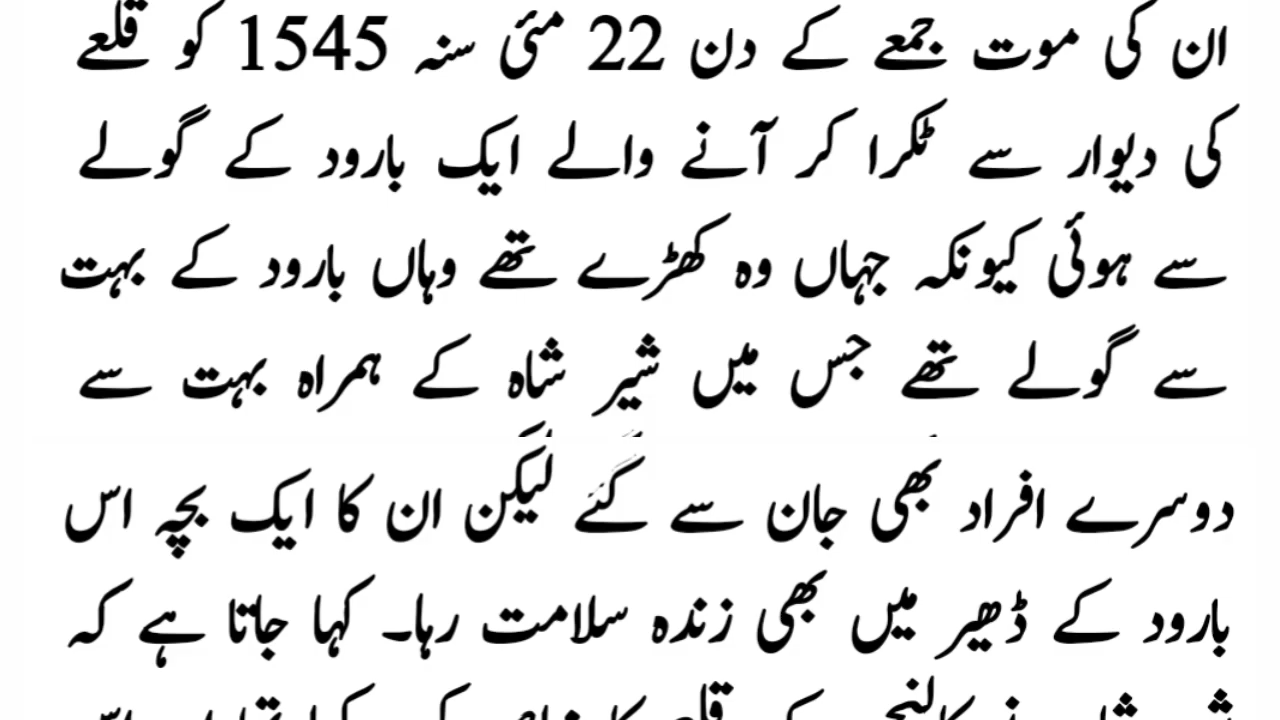 ان کی موت جمعے کے دن 22 مئی سنہ 1545 کو قلعے
کی دیوار سے ٹکرا کر آنے والے ایک بارود کے گولے
سے ہوئی کیونکہ جہاں وہ کھڑے تھے وہاں بارود کے بہت
سے گولے تھے جس میں شیر شاہ کے ہمراہ بہت سے
دوسرے افراد بھی جان سے گئے لیکن ان کا ایک بچہ اس
بارود کے ڈھیر میں بھی زندہ سلامت رہا۔ کہا جاتا ہے کہ